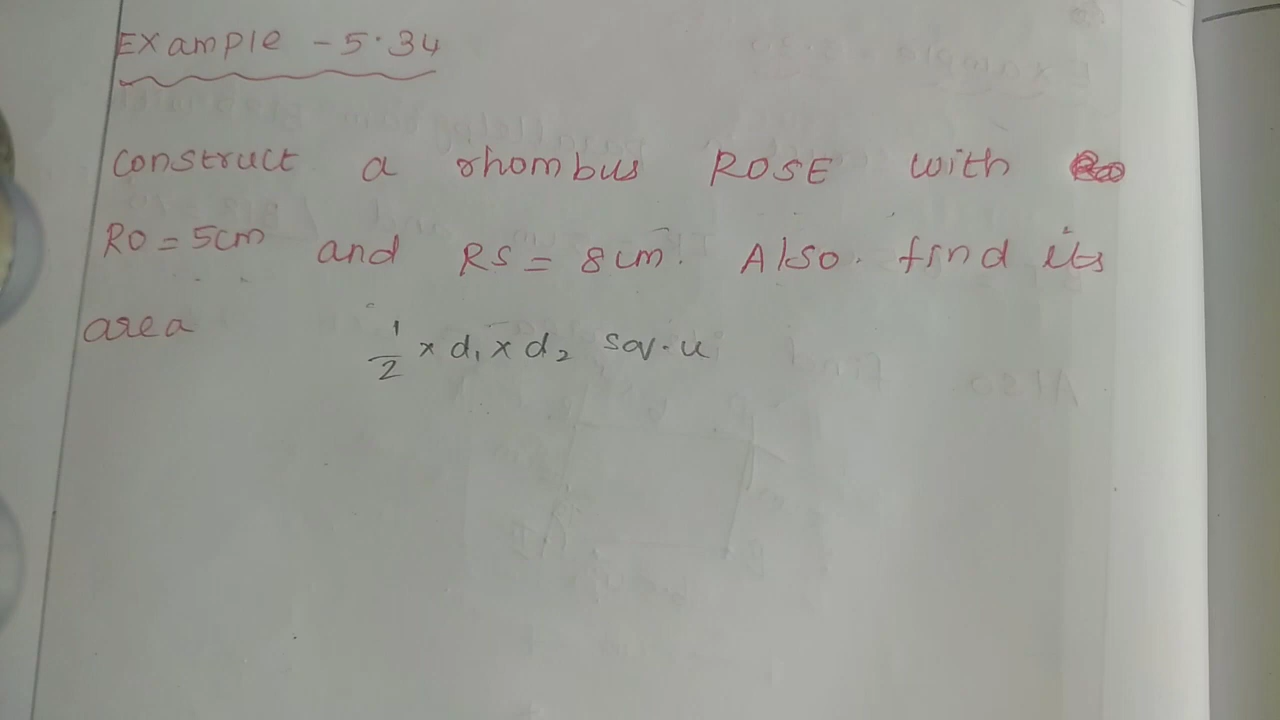 Example - 5.34
Construct a rhombus ROSE with
RO = 5cm and RS = 8cm. Also. find its
area
1/2 x d₁ x d₂ sq.u